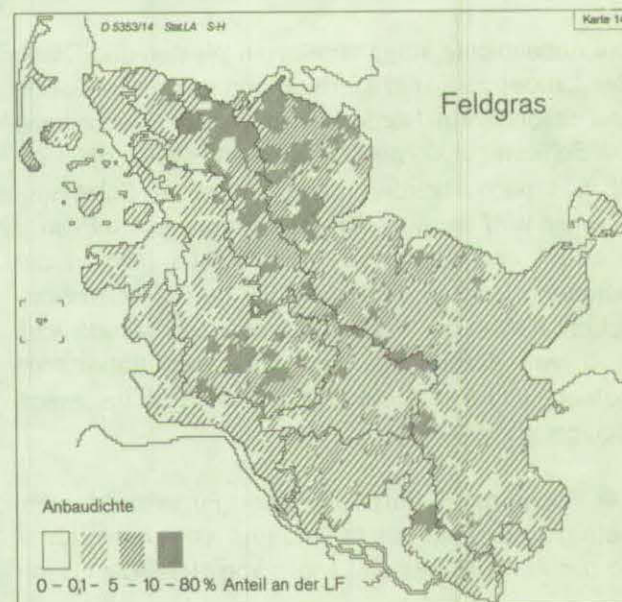 D 5353/14 Stat.LA S-H
Karte 14
Feldgras
Anbaudichte
0 – 0,1 – 5 – 10 – 80 % Anteil an der LF